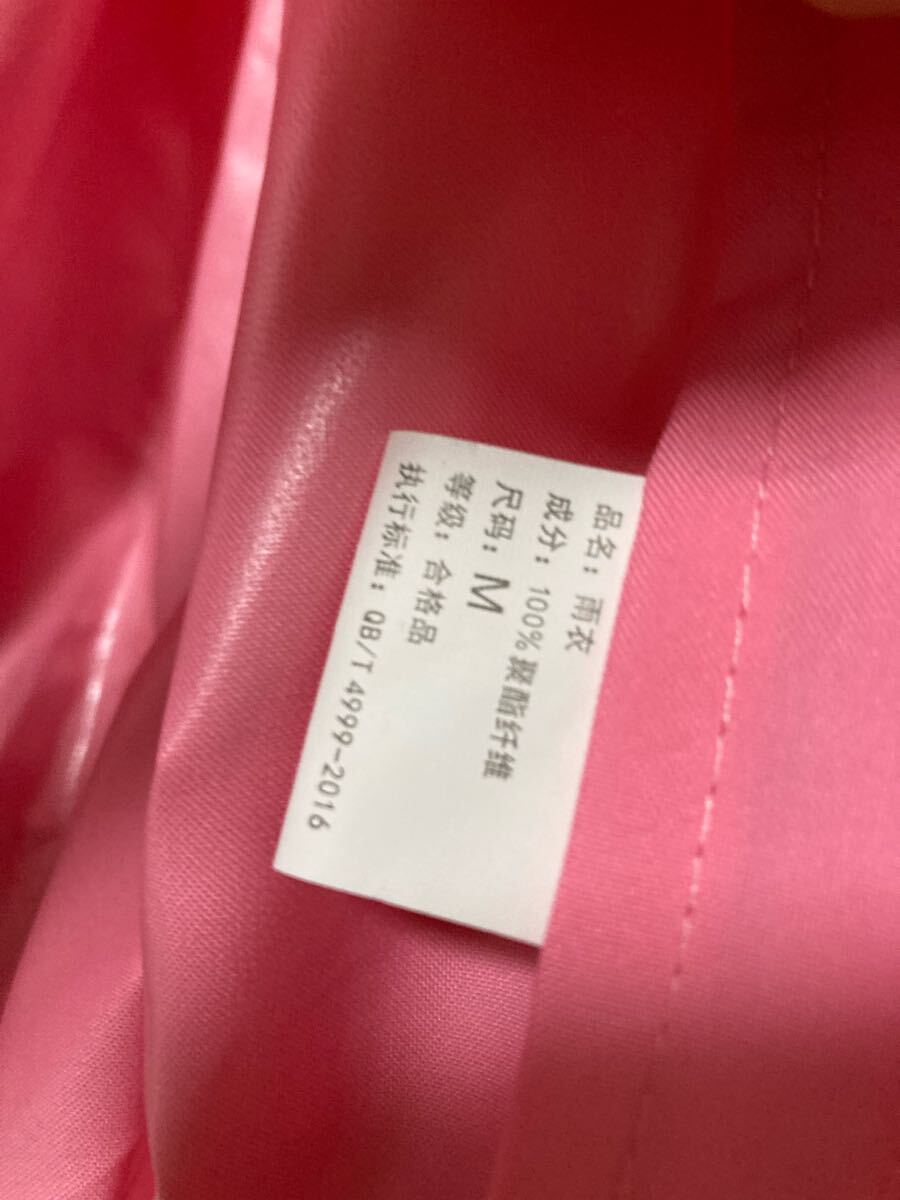 品名：雨衣
成分：100%聚酯纤维
尺码：M
等级：合格品
执行标准：QB/T 4999-2016